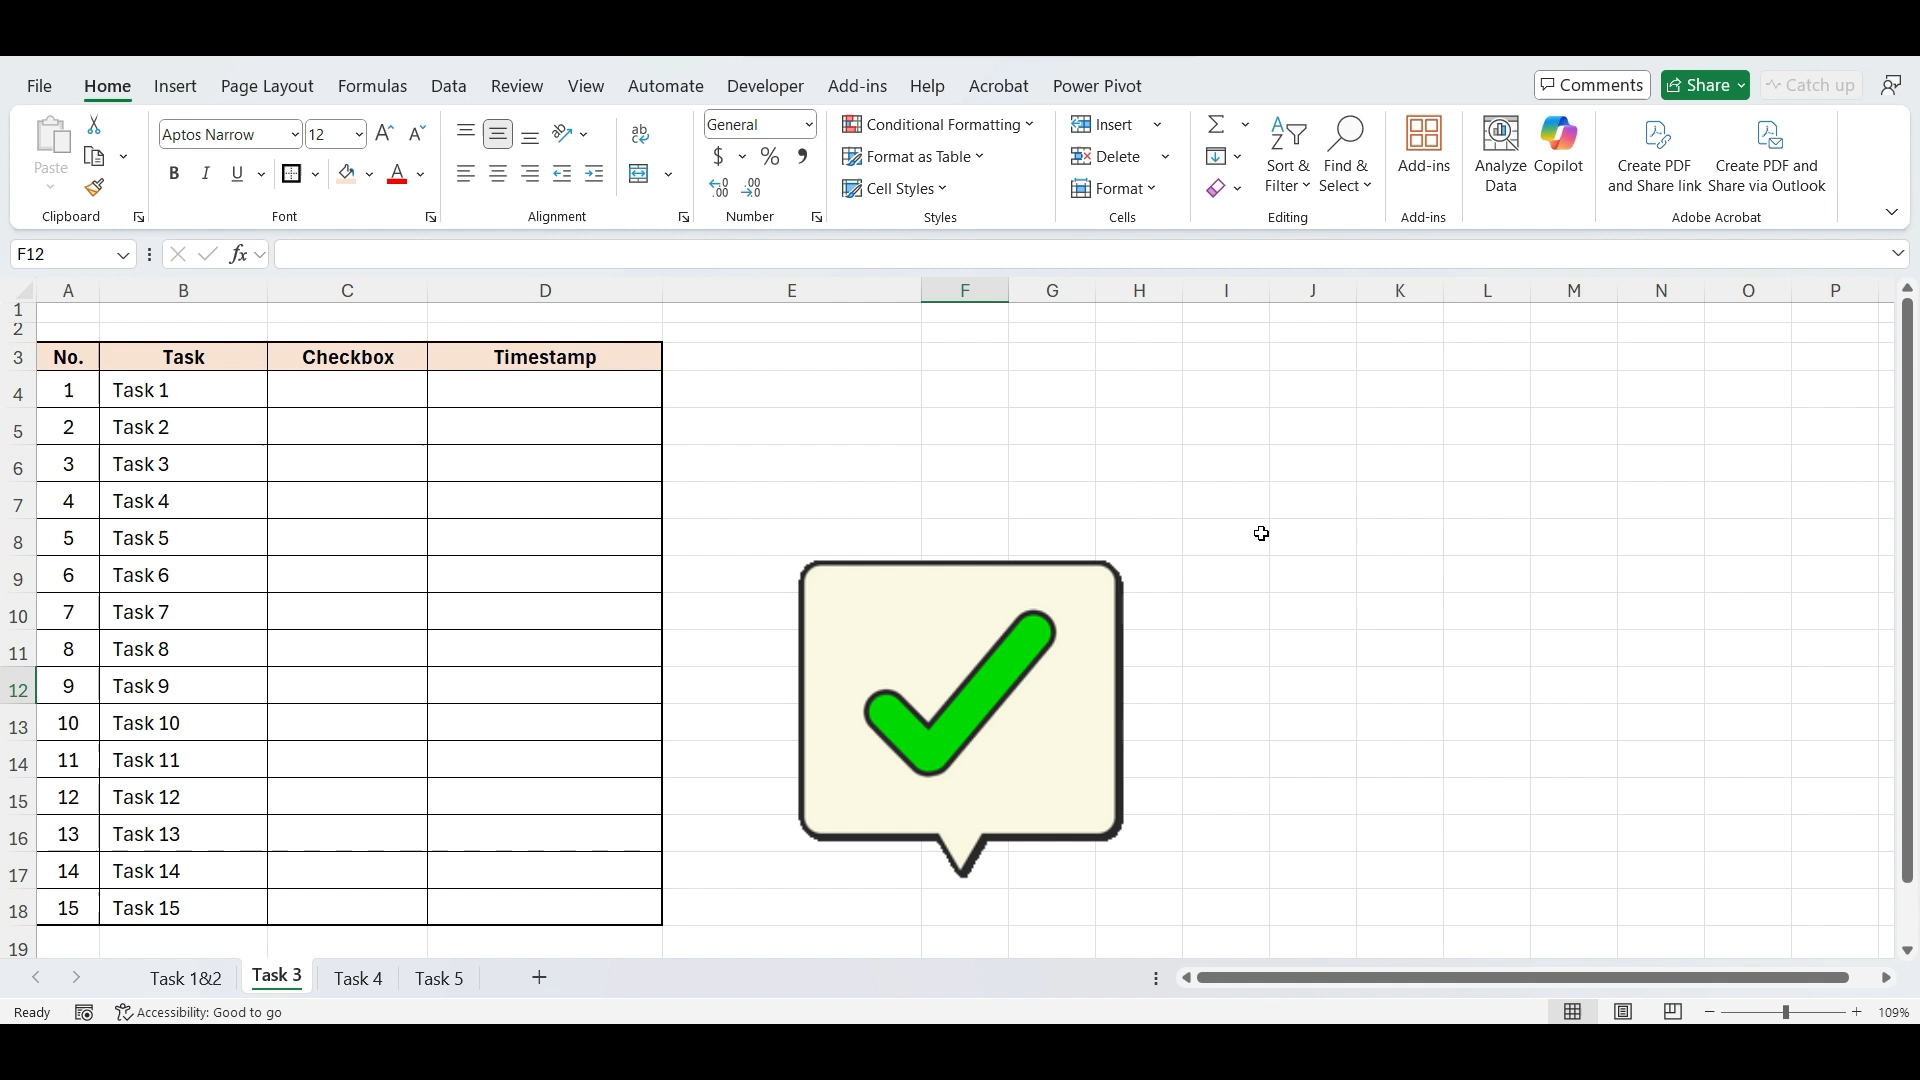 File Home Insert Page Layout Formulas Data Review View Automate Developer Add-ins Help Acrobat Power Pivot Comments Share Catch up
Paste
Clipboard
Aptos Narrow 12
B I U
Font
ab
Alignment
General
$ % 9
Number
Conditional Formatting
Format as Table
Cell Styles
Styles
Insert
Delete
Format
Cells
Sort & Filter
Find & Select
Editing
Add-ins
Add-ins
Analyze Data
Copilot
Create PDF and Share link
Create PDF and Share via Outlook
Adobe Acrobat
F12 fx
A B C D E F G H I J K L M N O P
1
2
3 No. Task Checkbox Timestamp
4 1 Task 1
5 2 Task 2
6 3 Task 3
7 4 Task 4
8 5 Task 5
9 6 Task 6
10 7 Task 7
11 8 Task 8
12 9 Task 9
13 10 Task 10
14 11 Task 11
15 12 Task 12
16 13 Task 13
17 14 Task 14
18 15 Task 15
19
Task 1&2 Task 3 Task 4 Task 5 +
Ready Accessibility: Good to go 109%